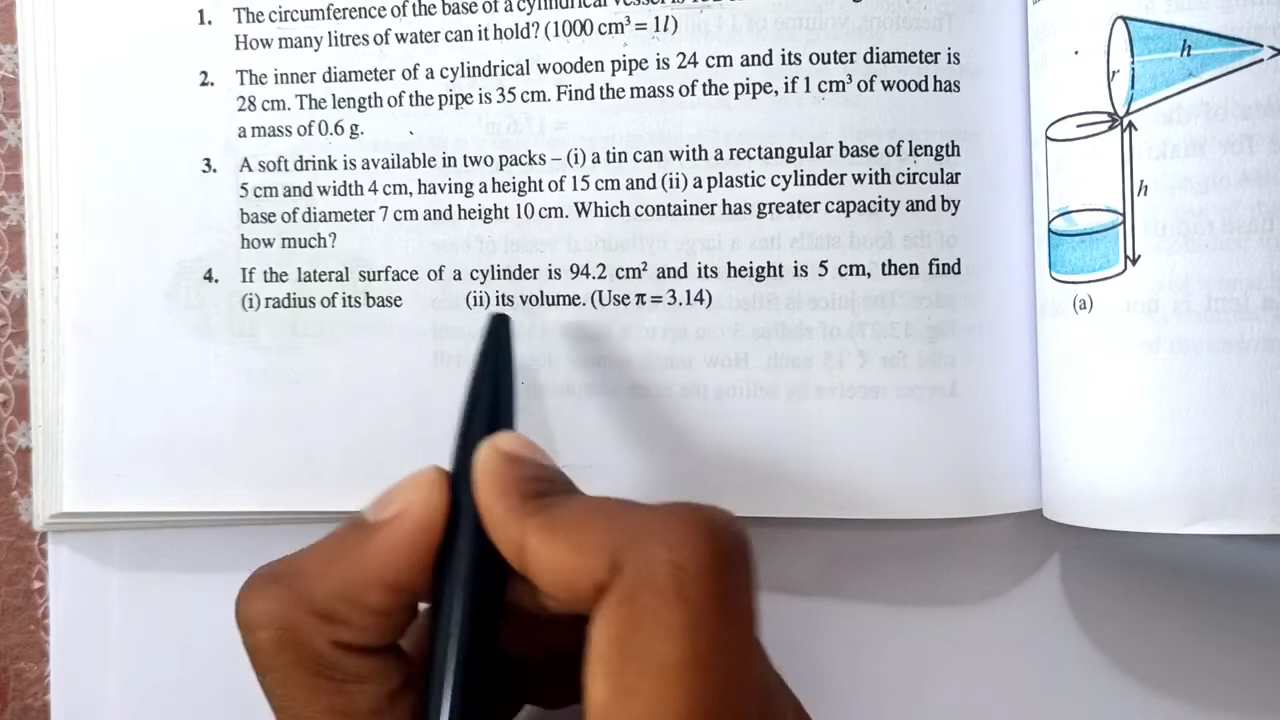 1. The circumference of the base of a cylindrical
How many litres of water can it hold? (1000 cm³ = 1l)
2. The inner diameter of a cylindrical wooden pipe is 24 cm and its outer diameter is
28 cm. The length of the pipe is 35 cm. Find the mass of the pipe, if 1 cm³ of wood has
a mass of 0.6 g.
3. A soft drink is available in two packs – (i) a tin can with a rectangular base of length
5 cm and width 4 cm, having a height of 15 cm and (ii) a plastic cylinder with circular
base of diameter 7 cm and height 10 cm. Which container has greater capacity and by
how much?
4. If the lateral surface of a cylinder is 94.2 cm² and its height is 5 cm, then find
(i) radius of its base (ii) its volume. (Use π = 3.14)
h
r
h
(a)